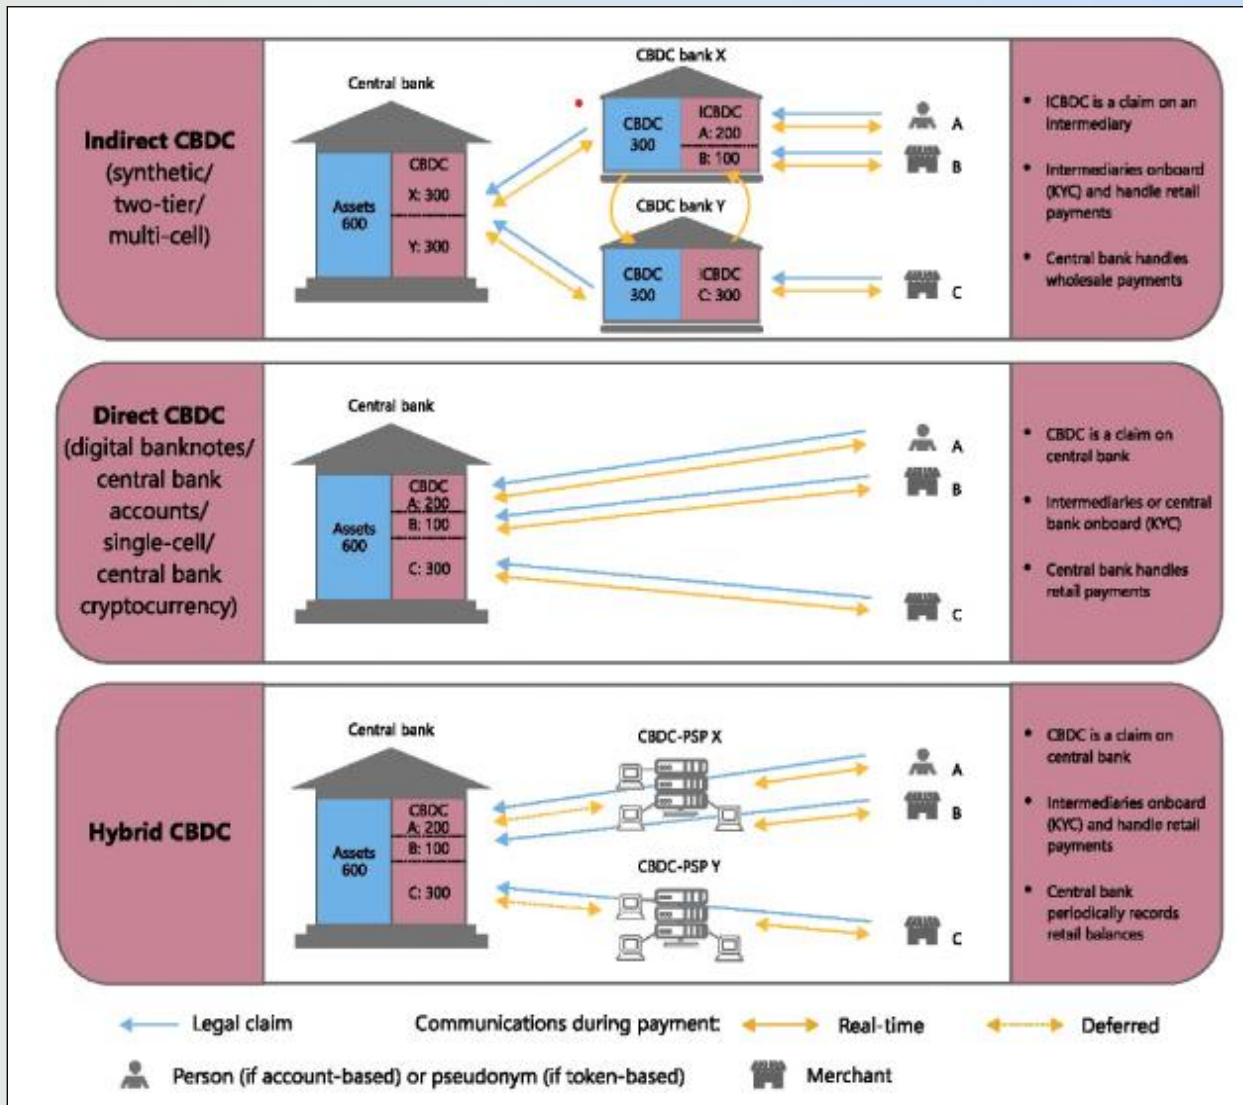 Indirect CBDC
(synthetic/
two-tier/
multi-cell)
Central bank
Assets
600
CBDC
X: 300
Y: 300
CBDC bank X
CBDC
300
ICBDC
A: 200
B: 100
CBDC bank Y
CBDC
300
ICBDC
C: 300
A
B
C
• ICBDC is a claim on an
intermediary
• Intermediaries onboard
(KYC) and handle retail
payments
• Central bank handles
wholesale payments
Direct CBDC
(digital banknotes/
central bank
accounts/
single-cell/
central bank
cryptocurrency)
Central bank
Assets
600
CBDC
A: 200
B: 100
C: 300
A
B
C
• CBDC is a claim on
central bank
• Intermediaries or central
bank onboard (KYC)
• Central bank handles
retail payments
Hybrid CBDC
Central bank
Assets
600
CBDC
A: 200
B: 100
C: 300
CBDC-PSP X
CBDC-PSP Y
A
B
C
• CBDC is a claim on
central bank
• Intermediaries onboard
(KYC) and handle retail
payments
• Central bank
periodically records
retail balances
Legal claim
Communications during payment:
Real-time
Deferred
Person (if account-based) or pseudonym (if token-based)
Merchant